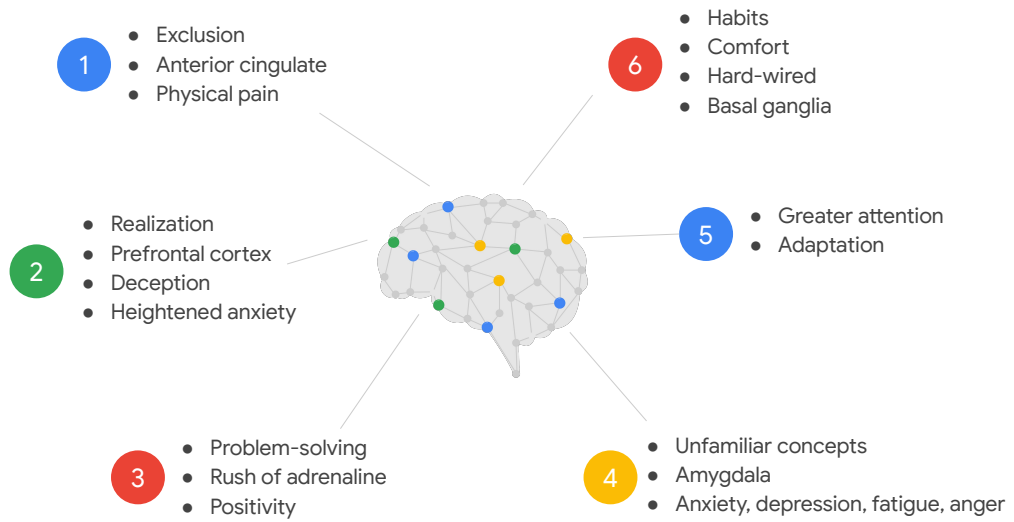 1
● Exclusion
● Anterior cingulate
● Physical pain
2
● Realization
● Prefrontal cortex
● Deception
● Heightened anxiety
3
● Problem-solving
● Rush of adrenaline
● Positivity
4
● Unfamiliar concepts
● Amygdala
● Anxiety, depression, fatigue, anger
5
● Greater attention
● Adaptation
6
● Habits
● Comfort
● Hard-wired
● Basal ganglia